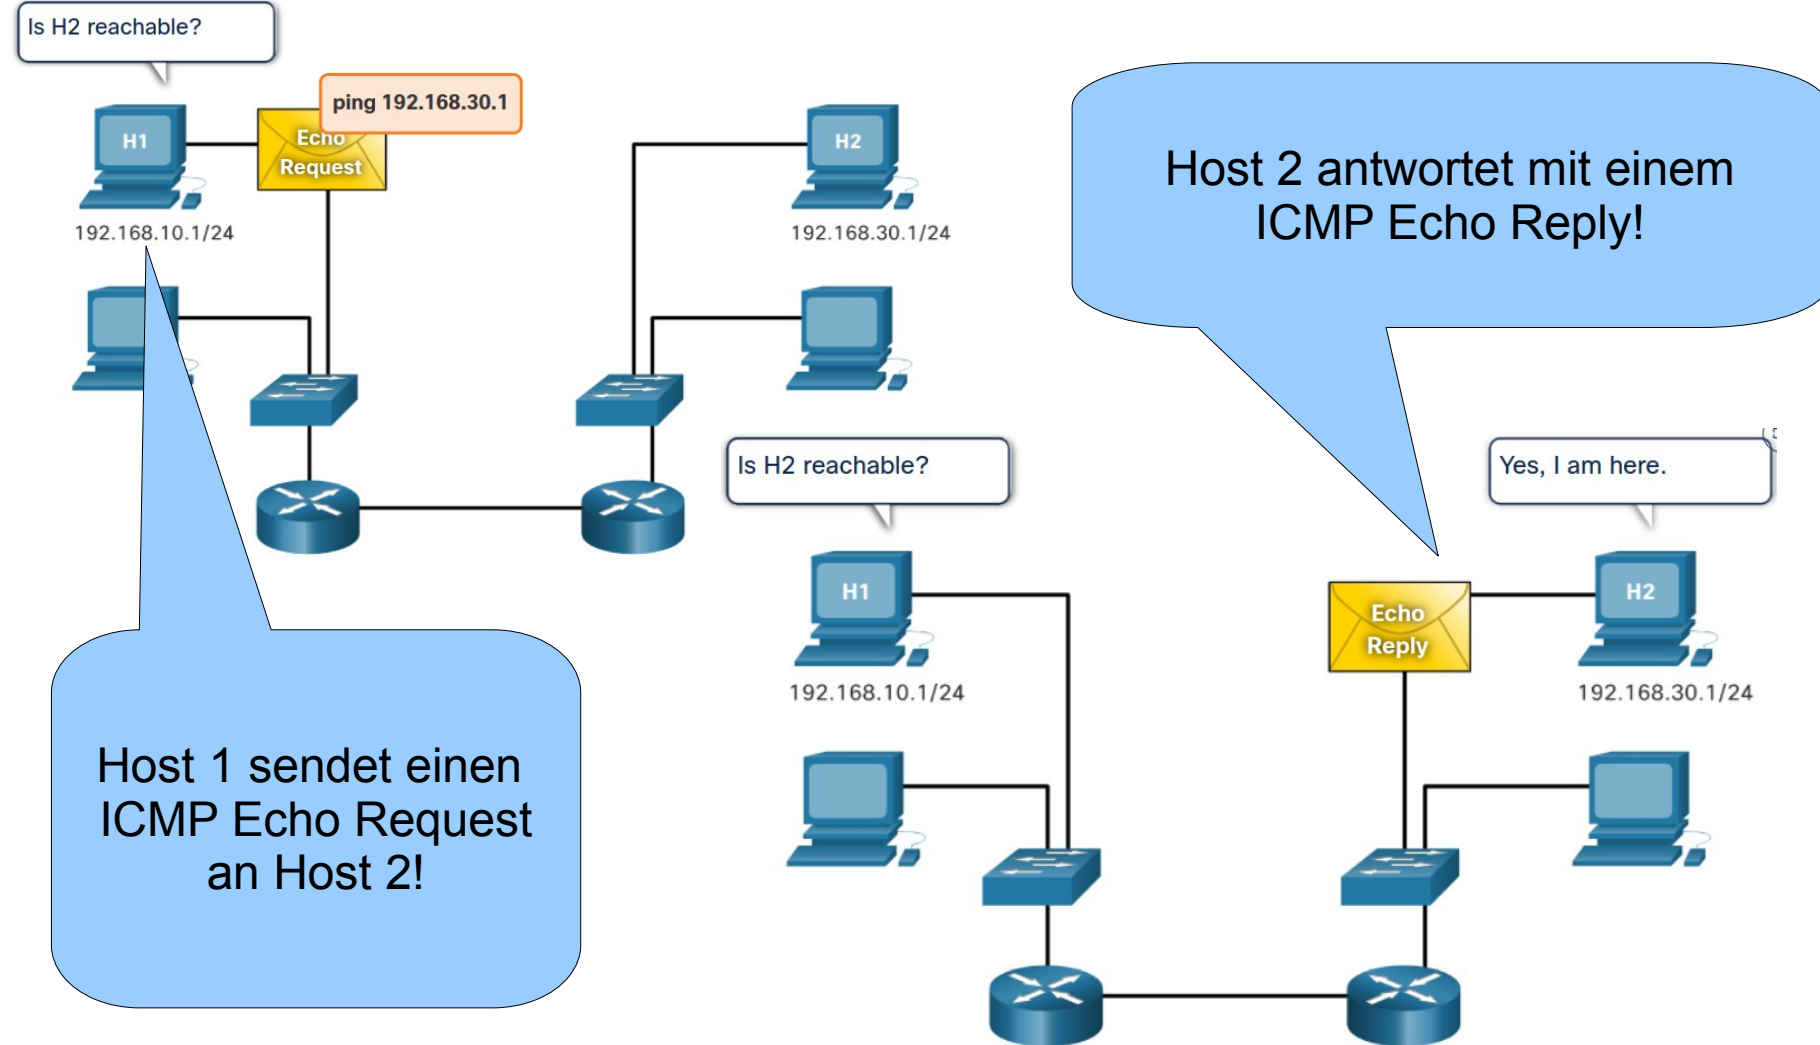 Is H2 reachable?
ping 192.168.30.1
H1
Echo
Request
192.168.10.1/24
H2
192.168.30.1/24
Host 2 antwortet mit einem
ICMP Echo Reply!
Host 1 sendet einen
ICMP Echo Request
an Host 2!
Is H2 reachable?
H1
192.168.10.1/24
Yes, I am here.
Echo
Reply
H2
192.168.30.1/24